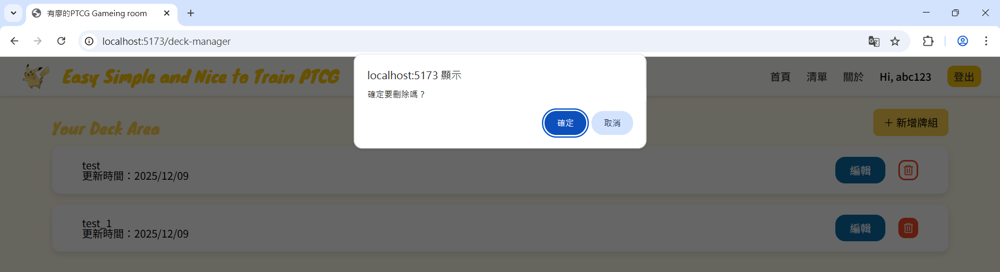 有廖的PTCG Gameing room
localhost:5173/deck-manager
Easy Simple and Nice to Train PTCG
首頁
清單
關於
Hi, abc123
登出
localhost:5173 顯示
確定要刪除嗎？
確定
取消
Your Deck Area
新增牌組
test
更新時間：2025/12/09
編輯
test_1
更新時間：2025/12/09
編輯